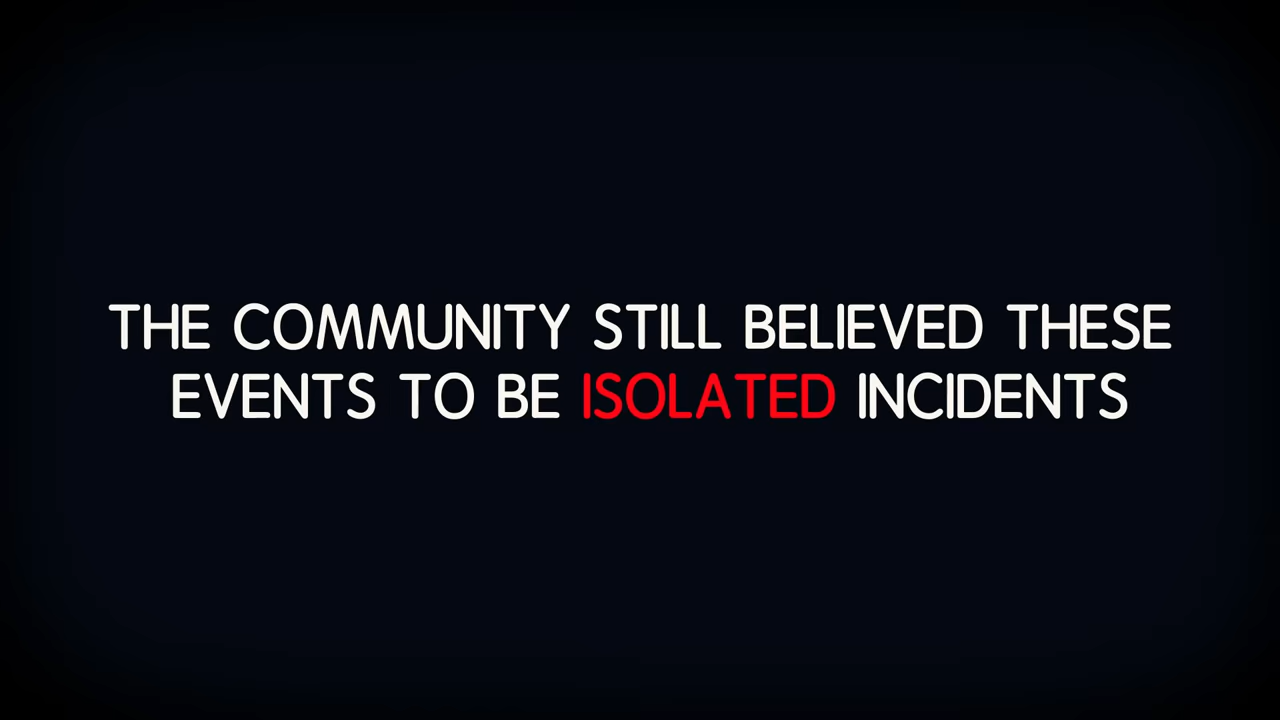 THE COMMUNITY STILL BELIEVED THESE
EVENTS TO BE ISOLATED INCIDENTS